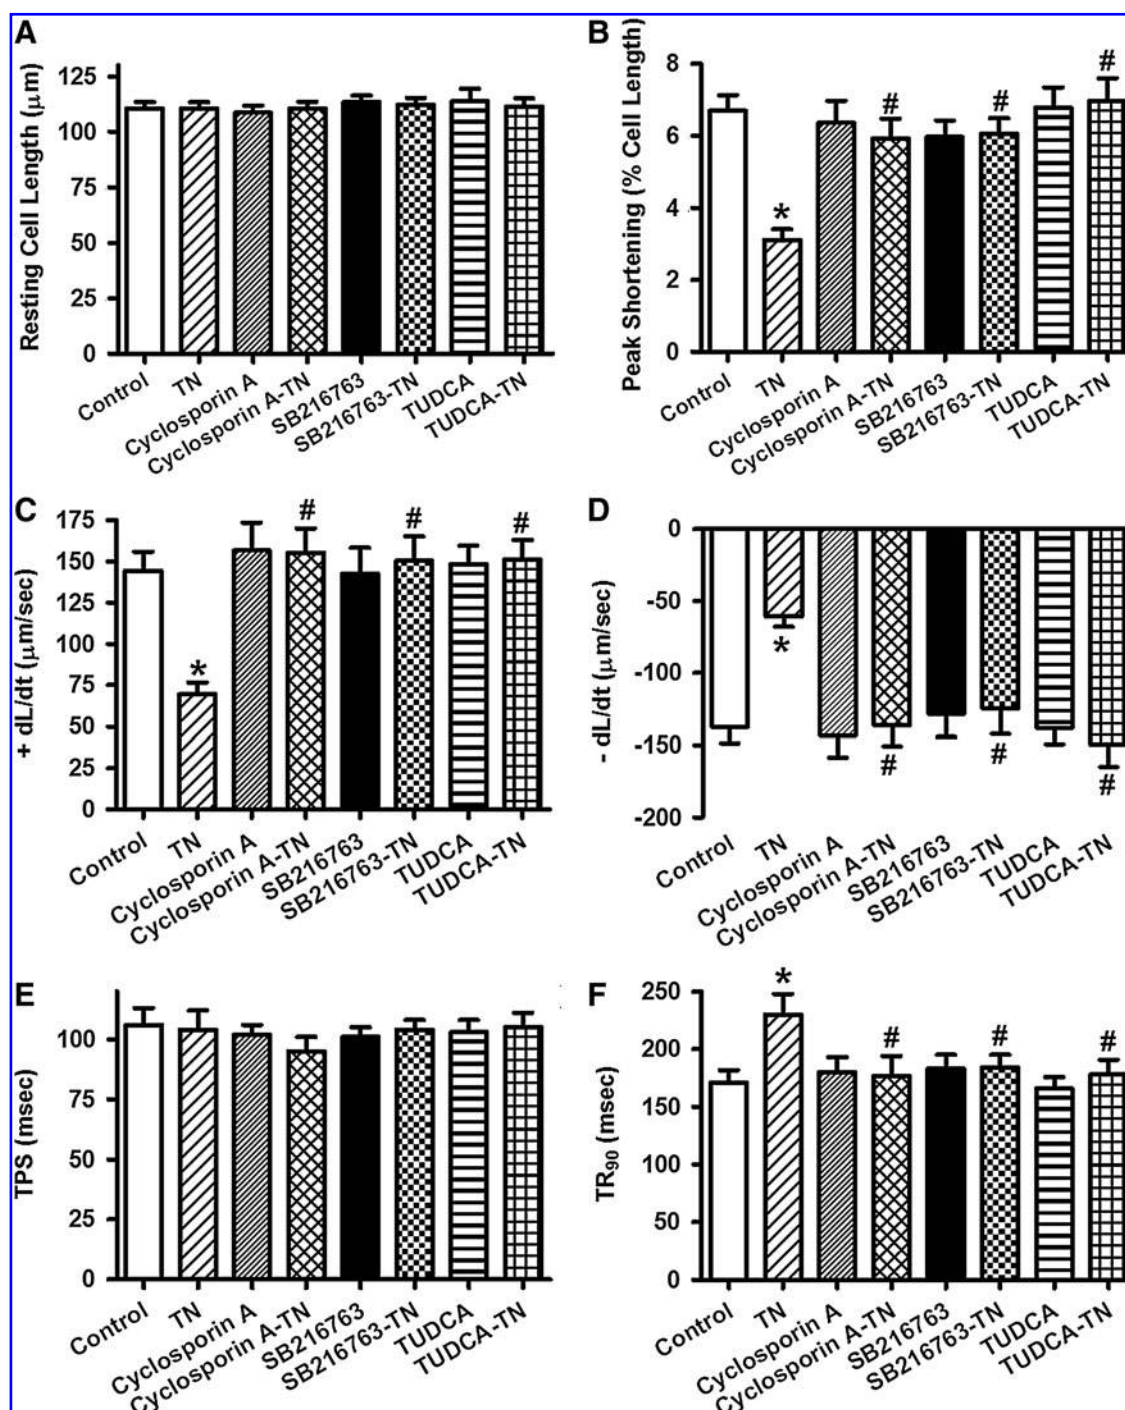 A
Resting Cell Length (μm)
125
100
75
50
25
0
Control
TN
Cyclosporin A
Cyclosporin A-TN
SB216763
SB216763-TN
TUDCA
TUDCA-TN
B
Peak Shortening (% Cell Length)
8
6
4
2
0
*
#
#
#
Control
TN
Cyclosporin A
Cyclosporin A-TN
SB216763
SB216763-TN
TUDCA
TUDCA-TN
C
+ dL/dt (μm/sec)
175
150
125
100
75
50
25
0
*
#
#
#
Control
TN
Cyclosporin A
Cyclosporin A-TN
SB216763
SB216763-TN
TUDCA
TUDCA-TN
D
- dL/dt (μm/sec)
0
-50
-100
-150
-200
*
#
#
#
Control
TN
Cyclosporin A
Cyclosporin A-TN
SB216763
SB216763-TN
TUDCA
TUDCA-TN
E
TPS (msec)
100
75
50
25
0
Control
TN
Cyclosporin A
Cyclosporin A-TN
SB216763
SB216763-TN
TUDCA
TUDCA-TN
F
TR90 (msec)
250
200
150
100
50
0
*
#
#
#
Control
TN
Cyclosporin A
Cyclosporin A-TN
SB216763
SB216763-TN
TUDCA
TUDCA-TN